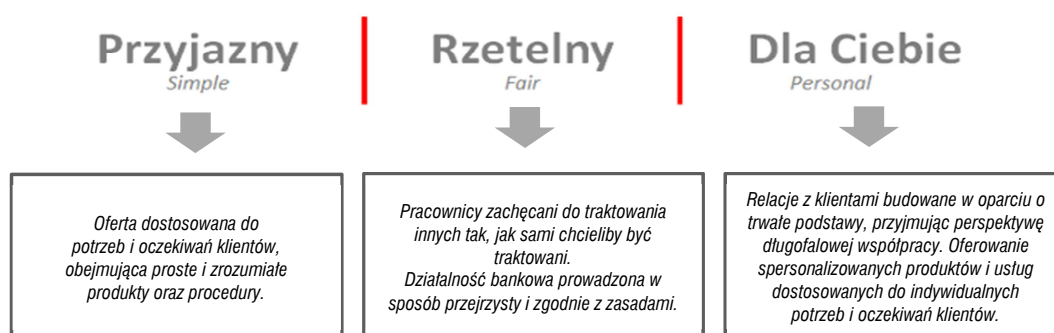 Przyjazny
Simple
Rzetelny
Fair
Dla Ciebie
Personal
Oferta dostosowana do
potrzeb i oczekiwań klientów,
obejmująca proste i zrozumiałe
produkty oraz procedury.
Pracownicy zachęcani do traktowania
innych tak, jak sami chcieliby być
traktowani.
Działalność bankowa prowadzona w
sposób przejrzysty i zgodnie z zasadami.
Relacje z klientami budowane w oparciu o
trwałe podstawy, przyjmując perspektywę
długofalowej współpracy. Oferowanie
spersonalizowanych produktów i usług
dostosowanych do indywidualnych
potrzeb i oczekiwań klientów.